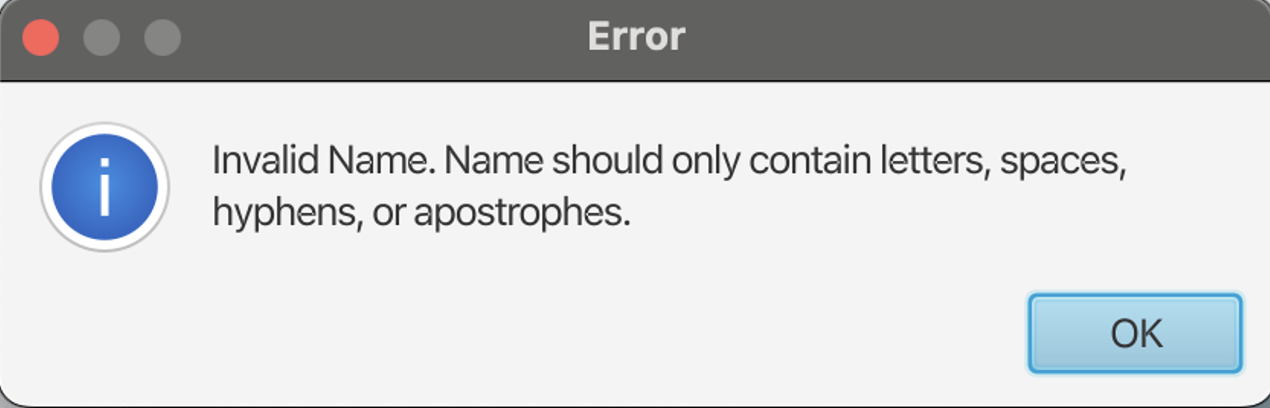 Error
Invalid Name. Name should only contain letters, spaces,
hyphens, or apostrophes.
OK